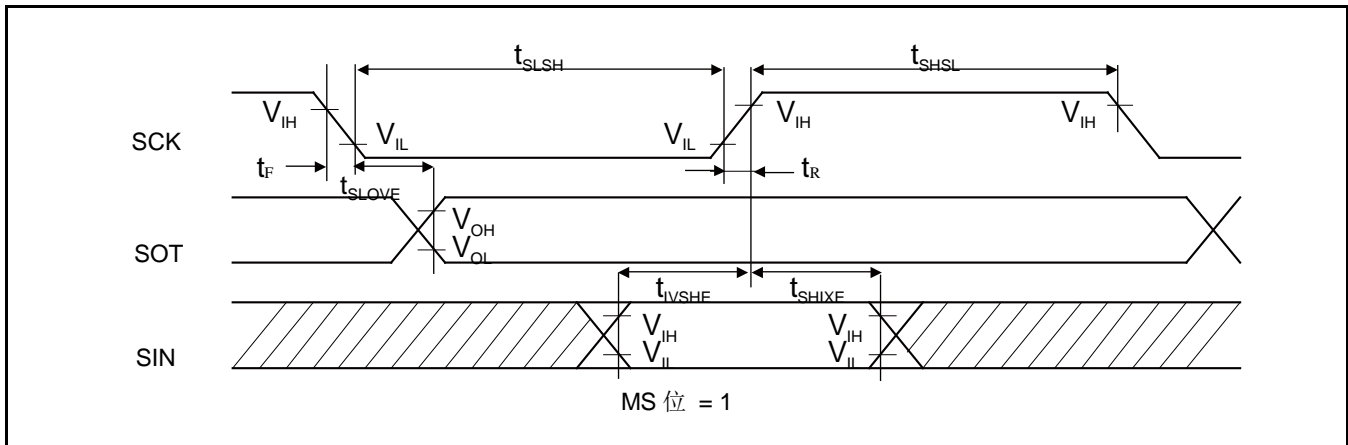 tSLSH
tSHSL
VIH
VIH
VIH
SCK
VIL
VIL
tF
tR
tSLOVE
VOH
SOT
VOL
tIVSHE
tSHIXE
VIH
VIH
SIN
VIL
VIL
MS 位 = 1